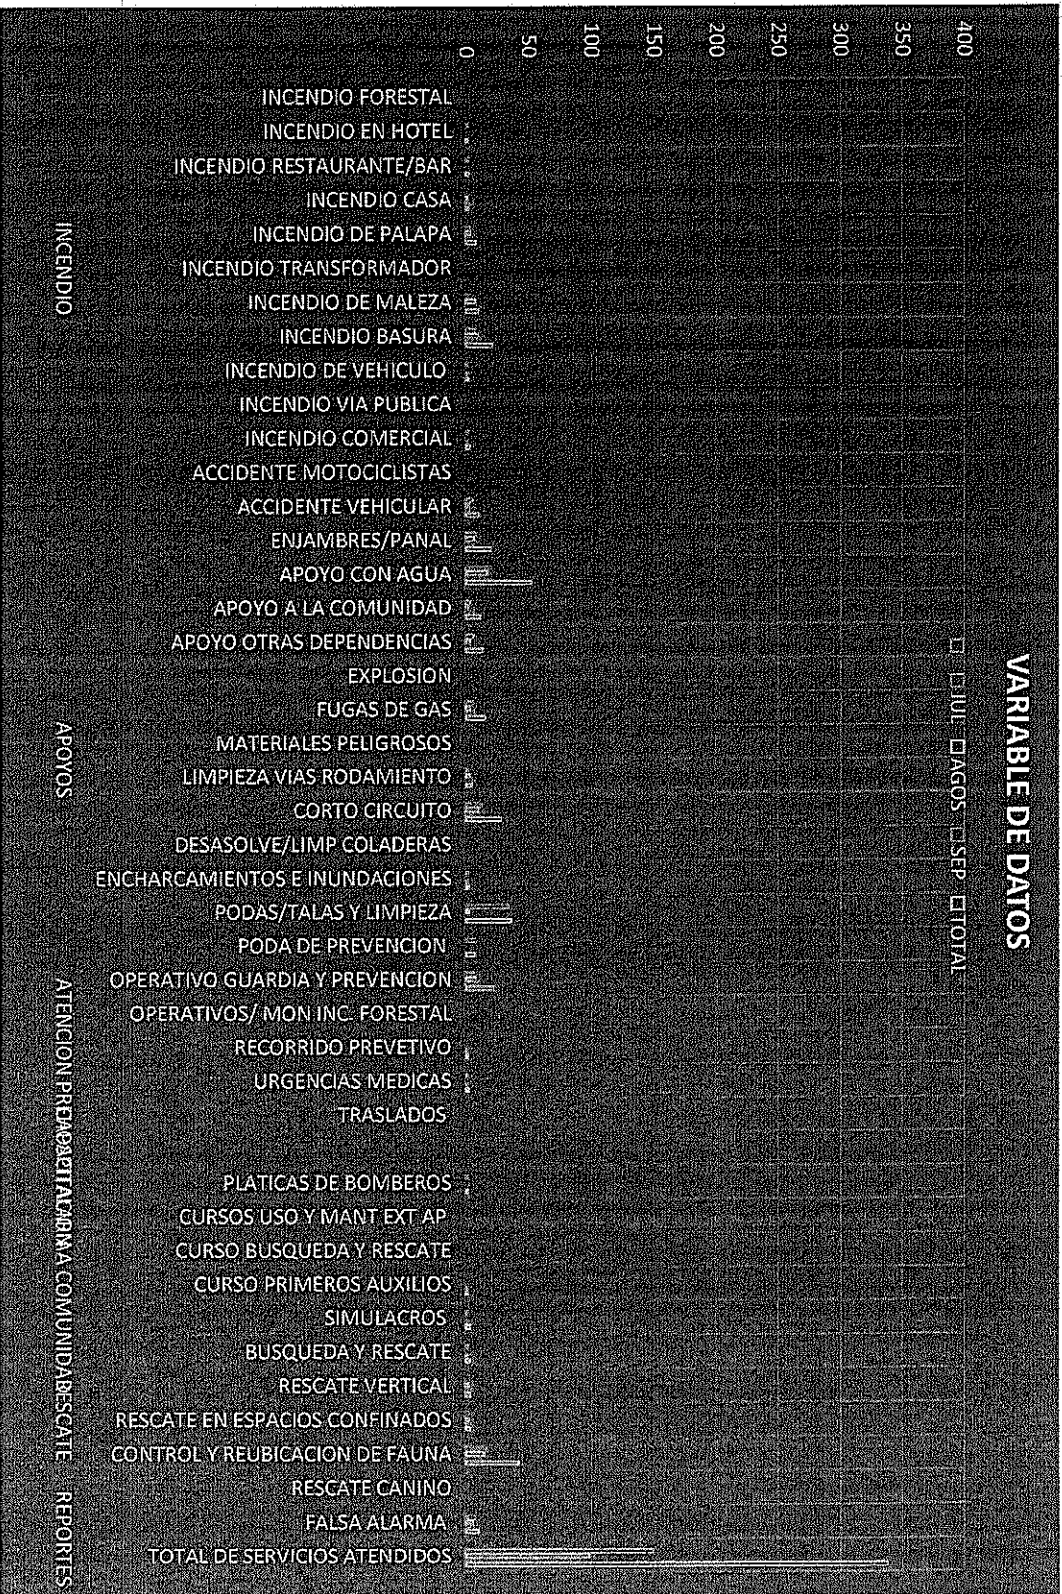 VARIABLE DE DATOS
JUL AGOS SEP TOTAL
400
350
300
250
200
150
100
50
0
INCENDIO FORESTAL
INCENDIO EN HOTEL
INCENDIO RESTAURANTE/BAR
INCENDIO CASA
INCENDIO DE PALAPA
INCENDIO TRANSFORMADOR
INCENDIO DE MALEZA
INCENDIO BASURA
INCENDIO DE VEHICULO
INCENDIO VIA PUBLICA
INCENDIO COMERCIAL
ACCIDENTE MOTOCICLISTAS
ACCIDENTE VEHICULAR
ENJAMBRES/PANAL
APOYO CON AGUA
APOYO A LA COMUNIDAD
APOYO OTRAS DEPENDENCIAS
EXPLOSION
FUGAS DE GAS
MATERIALES PELIGROSOS
LIMPIEZA VIAS RODAMIENTO
CORTO CIRCUITO
DESASOLVE/LIMP COLADERAS
ENCHARCAMIENTOS E INUNDACIONES
PODAS/TALAS Y LIMPIEZA
PODA DE PREVENCION
OPERATIVO GUARDIA Y PREVENCION
OPERATIVOS/ MON INC. FORESTAL
RECORRIDO PREVETIVO
URGENCIAS MEDICAS
TRASLADOS
PLATICAS DE BOMBEROS
CURSOS USO Y MANT EXT AP
CURSO BUSQUEDA Y RESCATE
CURSO PRIMEROS AUXILIOS
SIMULACROS
BUSQUEDA Y RESCATE
RESCATE VERTICAL
RESCATE EN ESPACIOS CONFINADOS
CONTROL Y REUBICACION DE FAUNA
RESCATE CANINO
FALSA ALARMA
TOTAL DE SERVICIOS ATENDIDOS
INCENDIO
APOYOS
ATENCION
COMUNIDAD
REPORTES